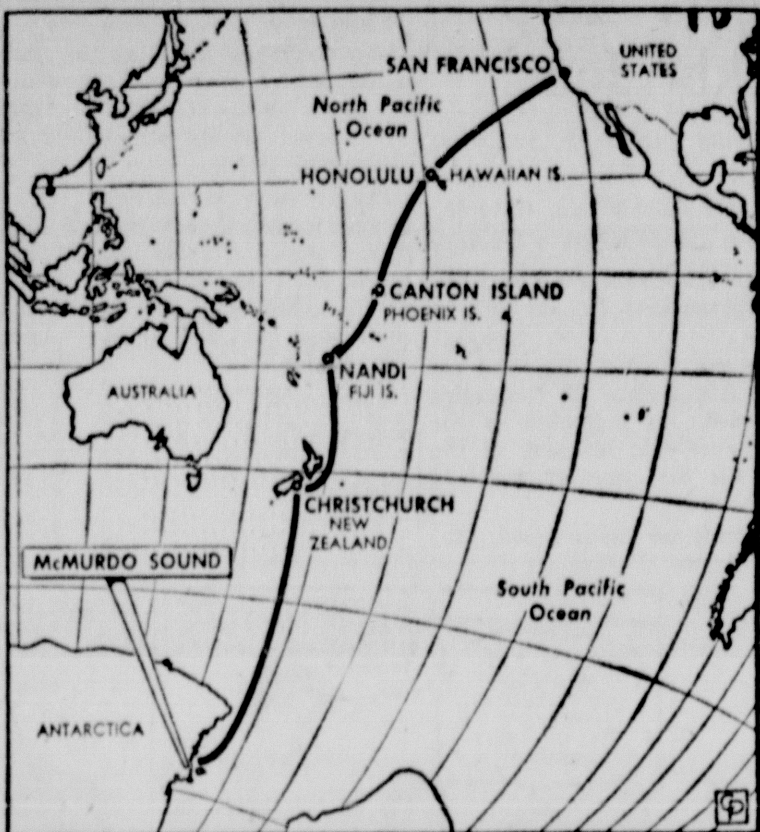 UNITED
STATES
SAN FRANCISCO
North Pacific
Ocean
HONOLULU
HAWAIIAN IS.
CANTON ISLAND
PHOENIX IS.
NANDI
FIJI IS.
AUSTRALIA
CHRISTCHURCH
NEW
ZEALAND
McMURDO SOUND
South Pacific
Ocean
ANTARCTICA
CP